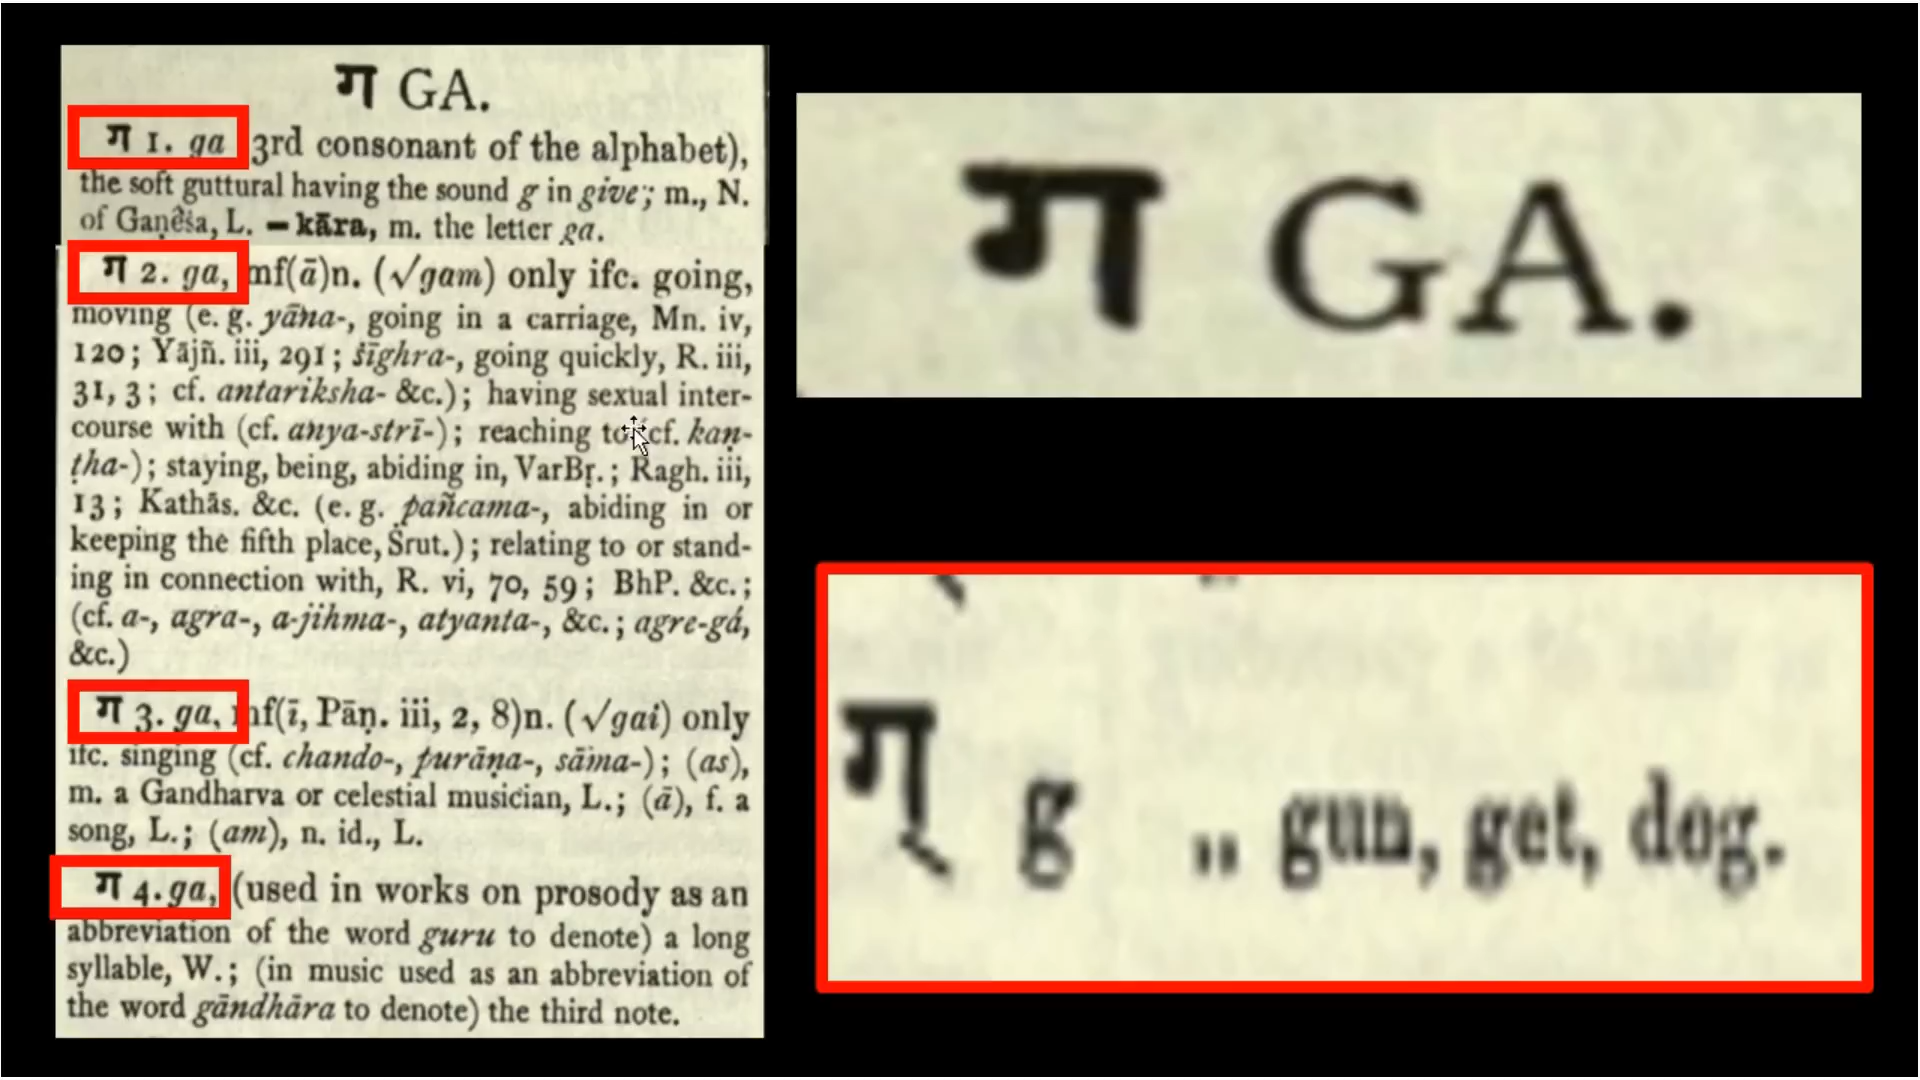 ग GA.
ग 1. ga 3rd consonant of the alphabet),
the soft guttural having the sound g in give; m., N.
of Gaṇêśa, L. – kāra, m. the letter ga.
ग 2. ga, mf(ā)n. (√gam) only ifc. going,
moving (e. g. yāna-, going in a carriage, Mn. iv,
120; Yājñ. iii, 291; śīghra-, going quickly, R. iii,
31, 3; cf. antariksha- &c.); having sexual inter-
course with (cf. anya-strī-); reaching to cf. kaṇ-
ṭha-); staying, being, abiding in, VarBṛ.; Ragh. iii,
13; Kathās. &c. (e. g. pañcama-, abiding in or
keeping the fifth place, Śrut.); relating to or stand-
ing in connection with, R. vi, 70, 59; BhP. &c.;
(cf. a-, agra-, a-jihma-, atyanta-, &c.; agre-gá,
&c.)
ग 3. ga, mf(ī, Pāṇ. iii, 2, 8)n. (√gai) only
ifc. singing (cf. chando-, purāṇa-, sāma-); (as),
m. a Gandharva or celestial musician, L.; (ā), f. a
song, L.; (am), n. id., L.
ग 4. ga, (used in works on prosody as an
abbreviation of the word guru to denote) a long
syllable, W.; (in music used as an abbreviation of
the word gāndhāra to denote) the third note.
ग GA.
ग् g ,, gun, get, dog.